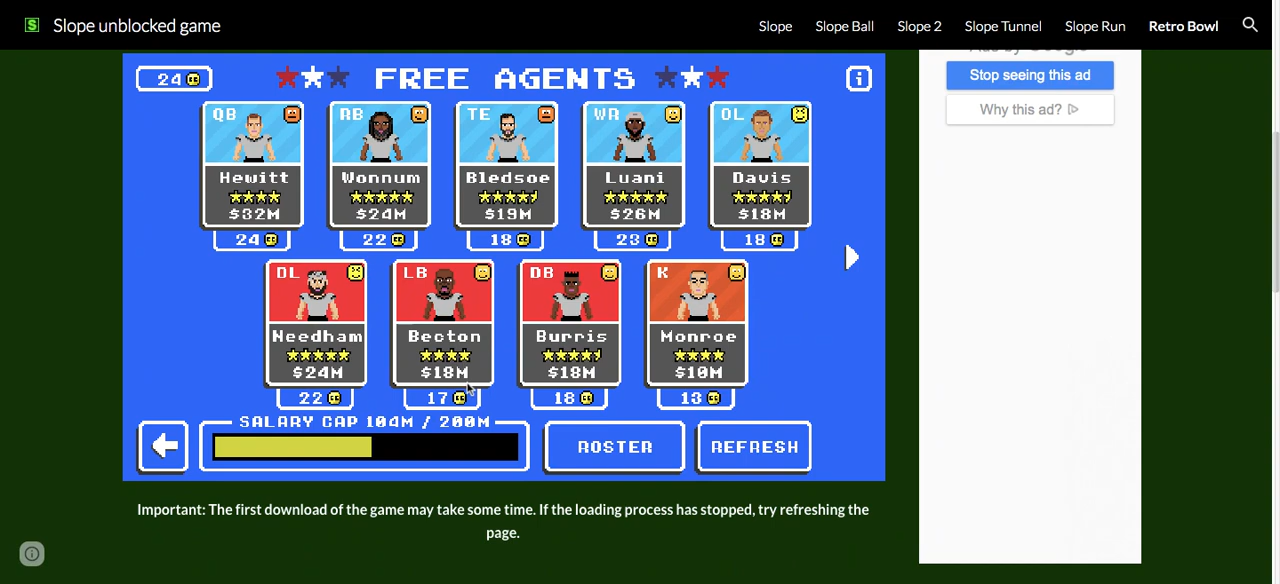 S Slope unblocked game
Slope Slope Ball Slope 2 Slope Tunnel Slope Run Retro Bowl
Ads by Google
Stop seeing this ad
Why this ad?
24 FREE AGENTS i
QB RB TE WR OL
Hewitt Wonnum Bledsoe Luani Davis
$32M $24M $19M $26M $18M
24 22 18 23 18
DL LB DB K
Needham Becton Burris Monroe
$24M $18M $18M $10M
22 17 18 13
SALARY CAP 104M / 200M
ROSTER REFRESH
Important: The first download of the game may take some time. If the loading process has stopped, try refreshing the
page.